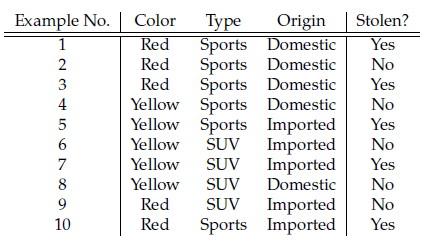 Example No. Color Type Origin Stolen?
1 Red Sports Domestic Yes
2 Red Sports Domestic No
3 Red Sports Domestic Yes
4 Yellow Sports Domestic No
5 Yellow Sports Imported Yes
6 Yellow SUV Imported No
7 Yellow SUV Imported Yes
8 Yellow SUV Domestic No
9 Red SUV Imported No
10 Red Sports Imported Yes